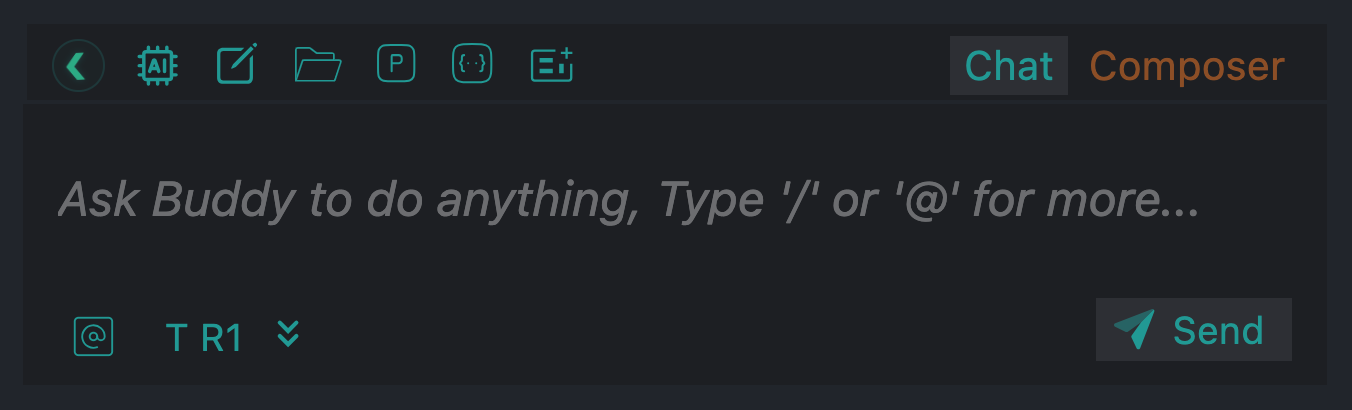 AI P {··} Chat Composer
Ask Buddy to do anything, Type '/' or '@' for more...
@ T R1 Send